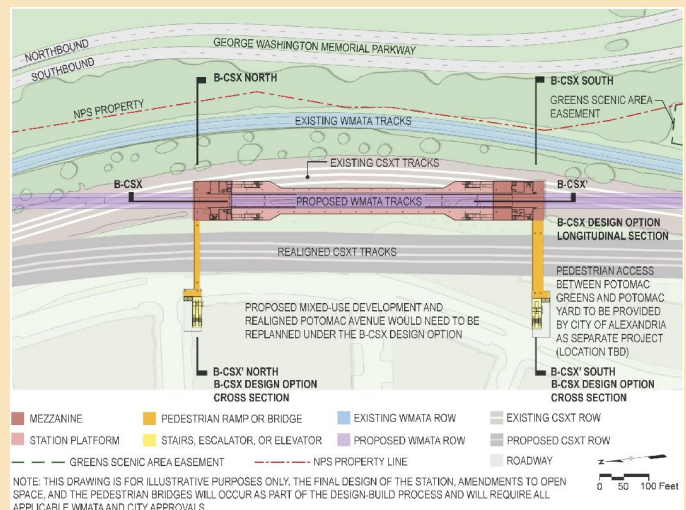 GEORGE WASHINGTON MEMORIAL PARKWAY
NORTHBOUND
SOUTHBOUND
B-CSX NORTH
B-CSX SOUTH
GREENS SCENIC AREA
EASEMENT
NPS PROPERTY
EXISTING WMATA TRACKS
EXISTING CSXT TRACKS
B-CSX
B-CSX'
PROPOSED WMATA TRACKS
B-CSX DESIGN OPTION
LONGITUDINAL SECTION
REALIGNED CSXT TRACKS
PEDESTRIAN ACCESS
BETWEEN POTOMAC
GREENS AND POTOMAC
YARD TO BE PROVIDED
BY CITY OF ALEXANDRIA
AS SEPARATE PROJECT
(LOCATION TBD)
PROPOSED MIXED-USE DEVELOPMENT AND
REALIGNED POTOMAC AVENUE WOULD NEED TO BE
REPLANNED UNDER THE B-CSX DESIGN OPTION
B-CSX' NORTH
B-CSX DESIGN OPTION
CROSS SECTION
B-CSX' SOUTH
B-CSX DESIGN OPTION
CROSS SECTION
MEZZANINE
PEDESTRIAN RAMP OR BRIDGE
EXISTING WMATA ROW
EXISTING CSXT ROW
STATION PLATFORM
STAIRS, ESCALATOR, OR ELEVATOR
PROPOSED WMATA ROW
PROPOSED CSXT ROW
GREENS SCENIC AREA EASEMENT
NPS PROPERTY LINE
ROADWAY
Z
0 50 100 Feet
NOTE: THIS DRAWING IS FOR ILLUSTRATIVE PURPOSES ONLY. THE FINAL DESIGN OF THE STATION, AMENDMENTS TO OPEN
SPACE, AND THE PEDESTRIAN BRIDGES WILL OCCUR AS PART OF THE DESIGN-BUILD PROCESS AND WILL REQUIRE ALL
APPLICABLE WMATA AND CITY APPROVALS